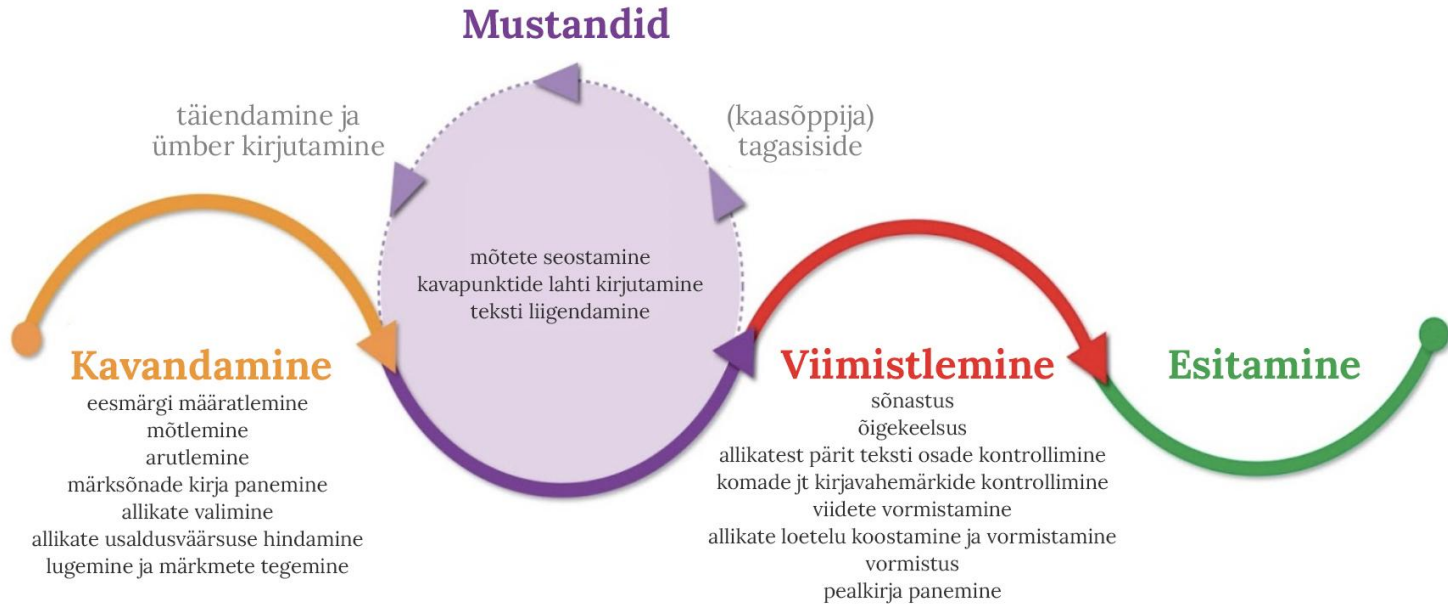 Mustandid
täiendamine ja
ümber kirjutamine
(kaasõppija)
tagasiside
mõtete seostamine
kavapunktide lahti kirjutamine
teksti liigendamine
Kavandamine
eesmärgi määratlemine
mõtlemine
arutlemine
märksõnade kirja panemine
allikate valimine
allikate usaldusväärsuse hindamine
lugemine ja märkmete tegemine
Viimistlemine
sõnastus
õigekeelsus
allikatest pärit teksti osade kontrollimine
komade jt kirjavahemärkide kontrollimine
viidete vormistamine
allikate loetelu koostamine ja vormistamine
vormistus
pealkirja panemine
Esitamine